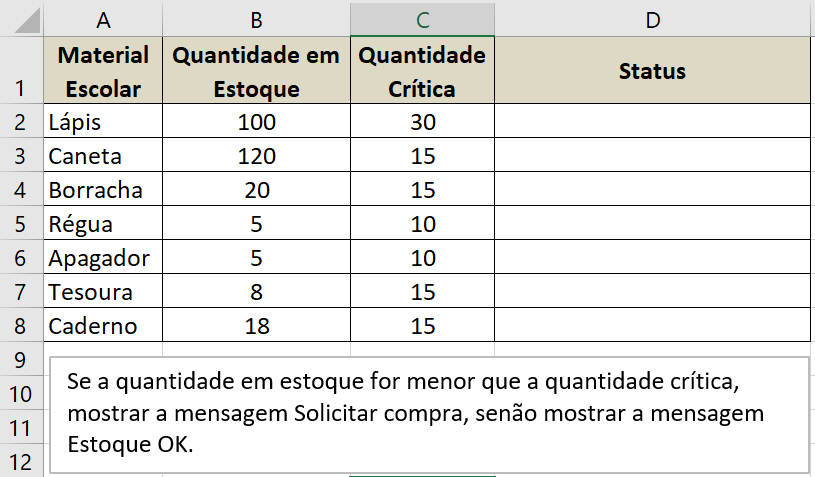 A B C D
1 Material Escolar Quantidade em Estoque Quantidade Crítica Status
2 Lápis 100 30
3 Caneta 120 15
4 Borracha 20 15
5 Régua 5 10
6 Apagador 5 10
7 Tesoura 8 15
8 Caderno 18 15
9
10
11
12
Se a quantidade em estoque for menor que a quantidade crítica,
mostrar a mensagem Solicitar compra, senão mostrar a mensagem
Estoque OK.